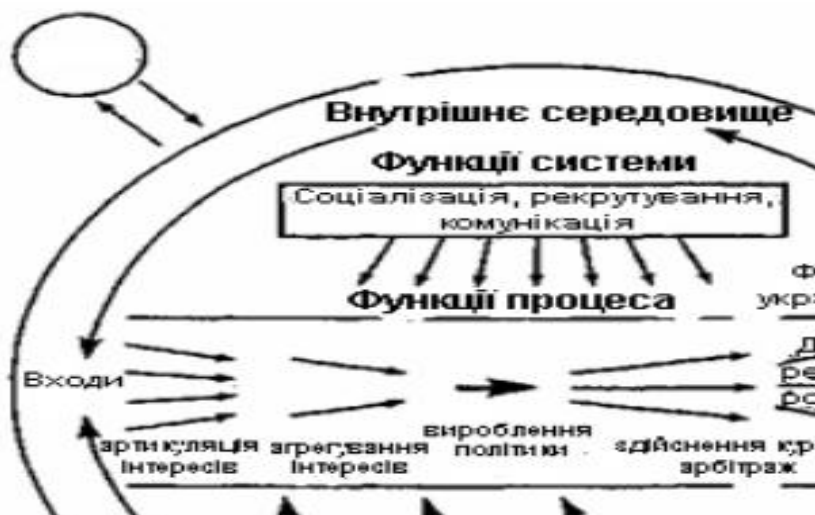 Внутрішнє середовище
Функції системи
Соціалізація, рекрутування,
комунікація
Функції процеса
Входи
артикуляція
інтересів
агрегування
інтересів
вироблення
політики
здійснення
арбітраж